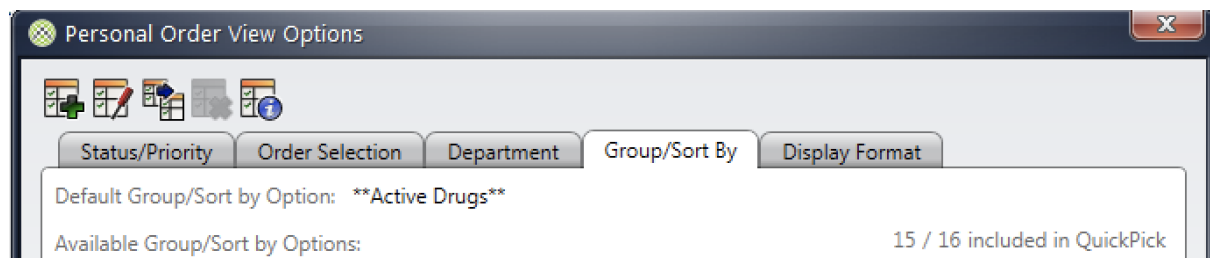 Personal Order View Options
Status/Priority Order Selection Department Group/Sort By Display Format
Default Group/Sort by Option: **Active Drugs**
Available Group/Sort by Options: 15 / 16 included in QuickPick